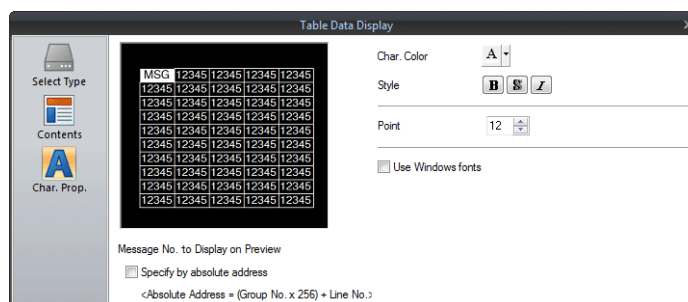 Table Data Display
Select Type
Contents
Char. Prop.
MSG 12345 12345 12345 12345
12345 12345 12345 12345 12345
12345 12345 12345 12345 12345
12345 12345 12345 12345 12345
12345 12345 12345 12345 12345
12345 12345 12345 12345 12345
12345 12345 12345 12345 12345
12345 12345 12345 12345 12345
12345 12345 12345 12345 12345
12345 12345 12345 12345 12345
Message No. to Display on Preview
Specify by absolute address
<Absolute Address = (Group No. x 256) + Line No.>
Char. Color A
Style B S I
Point 12
Use Windows fonts